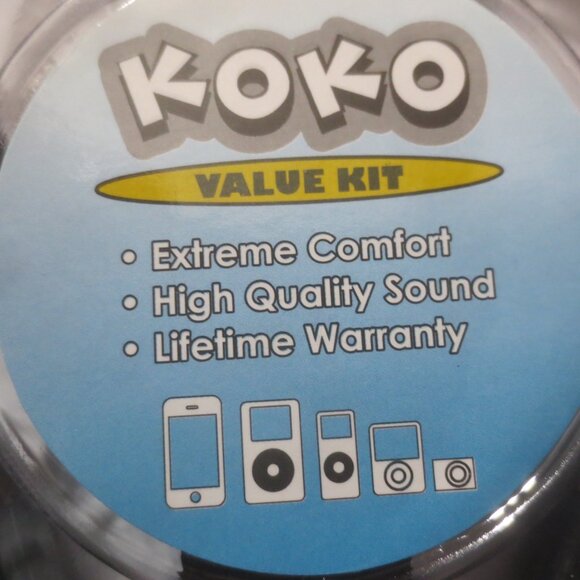 KOKO
VALUE KIT
• Extreme Comfort
• High Quality Sound
• Lifetime Warranty